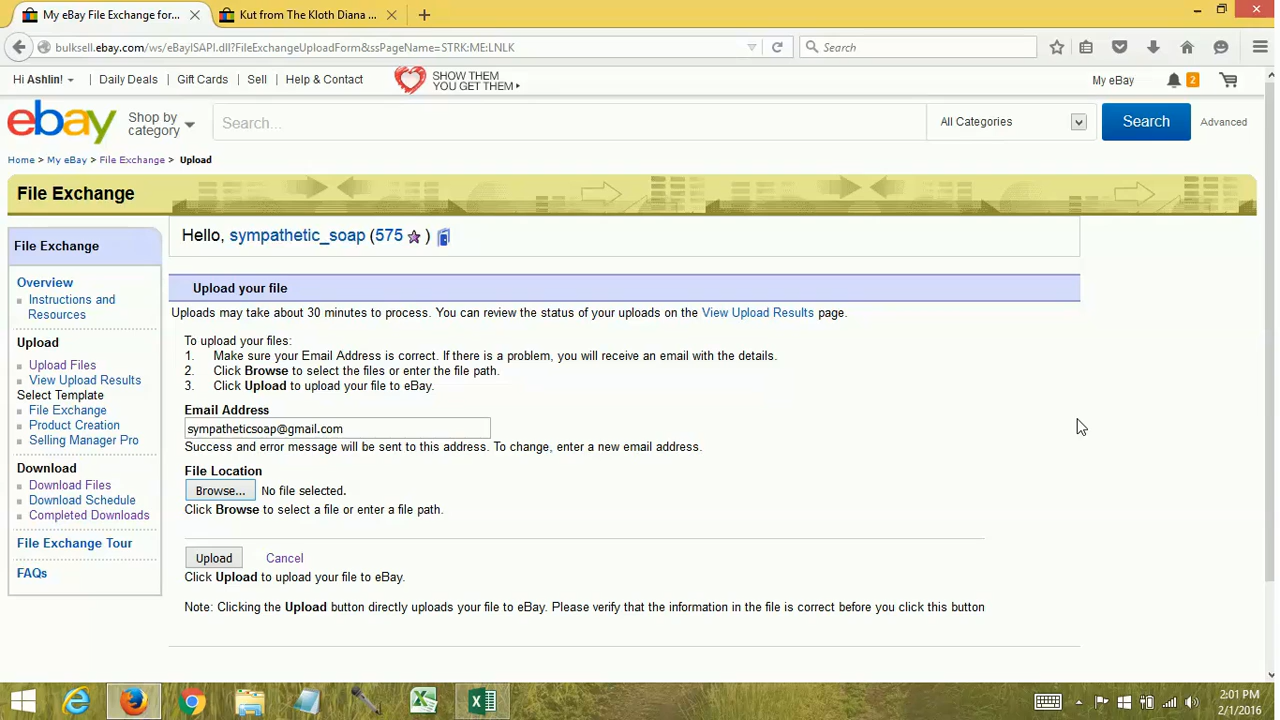 My eBay File Exchange for...
Kut from The Kloth Diana ...
bulksell.ebay.com/ws/eBayISAPI.dll?FileExchangeUploadForm&ssPageName=STRK:ME:LNLK
Search
Hi Ashlin!
Daily Deals
Gift Cards
Sell
Help & Contact
SHOW THEM
YOU GET THEM
My eBay
2
ebay
Shop by
category
Search...
All Categories
Search
Advanced
Home > My eBay > File Exchange > Upload
File Exchange
File Exchange
Overview
Instructions and
Resources
Upload
Upload Files
View Upload Results
Select Template
File Exchange
Product Creation
Selling Manager Pro
Download
Download Files
Download Schedule
Completed Downloads
File Exchange Tour
FAQs
Hello, sympathetic_soap (575 )
Upload your file
Uploads may take about 30 minutes to process. You can review the status of your uploads on the View Upload Results page.
To upload your files:
1. Make sure your Email Address is correct. If there is a problem, you will receive an email with the details.
2. Click Browse to select the files or enter the file path.
3. Click Upload to upload your file to eBay.
Email Address
sympatheticsoap@gmail.com
Success and error message will be sent to this address. To change, enter a new email address.
File Location
Browse... No file selected.
Click Browse to select a file or enter a file path.
Upload Cancel
Click Upload to upload your file to eBay.
Note: Clicking the Upload button directly uploads your file to eBay. Please verify that the information in the file is correct before you click this button
2:01 PM
2/1/2016